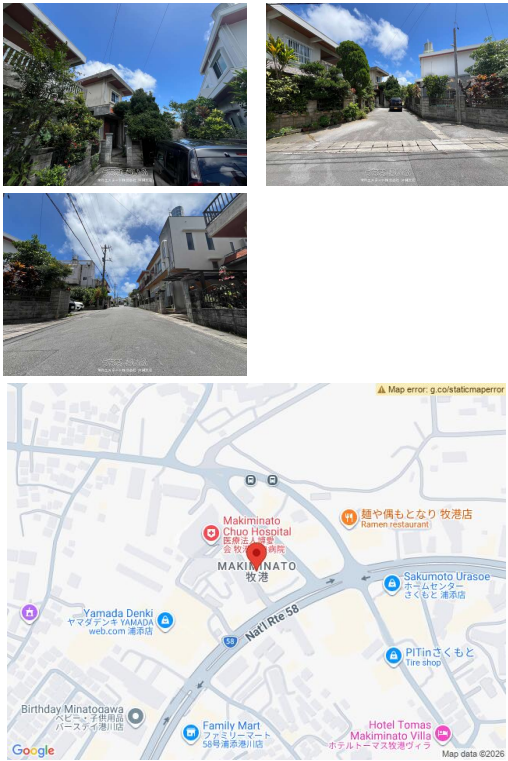 Map error: g.co/staticmaperror
Makiminato
Chuo Hospital
医療法人博愛
会 牧港
病院
麺や偶もとなり 牧港店
Ramen restaurant
MAKIMINATO
牧港
Sakumoto Urasoe
ホームセンター
さくもと 浦添店
Yamada Denki
ヤマダデンキ YAMADA
web.com 浦添店
58
Nat'l Rte 58
PITinさくもと
Tire shop
Birthday Minatogawa
ベビー・子供用品
バースデイ港川店
Family Mart
ファミリーマート
58号浦添港川店
Hotel Tomas
Makiminato Villa
ホテルトーマス牧港ヴィラ
Google
Map data ©2026